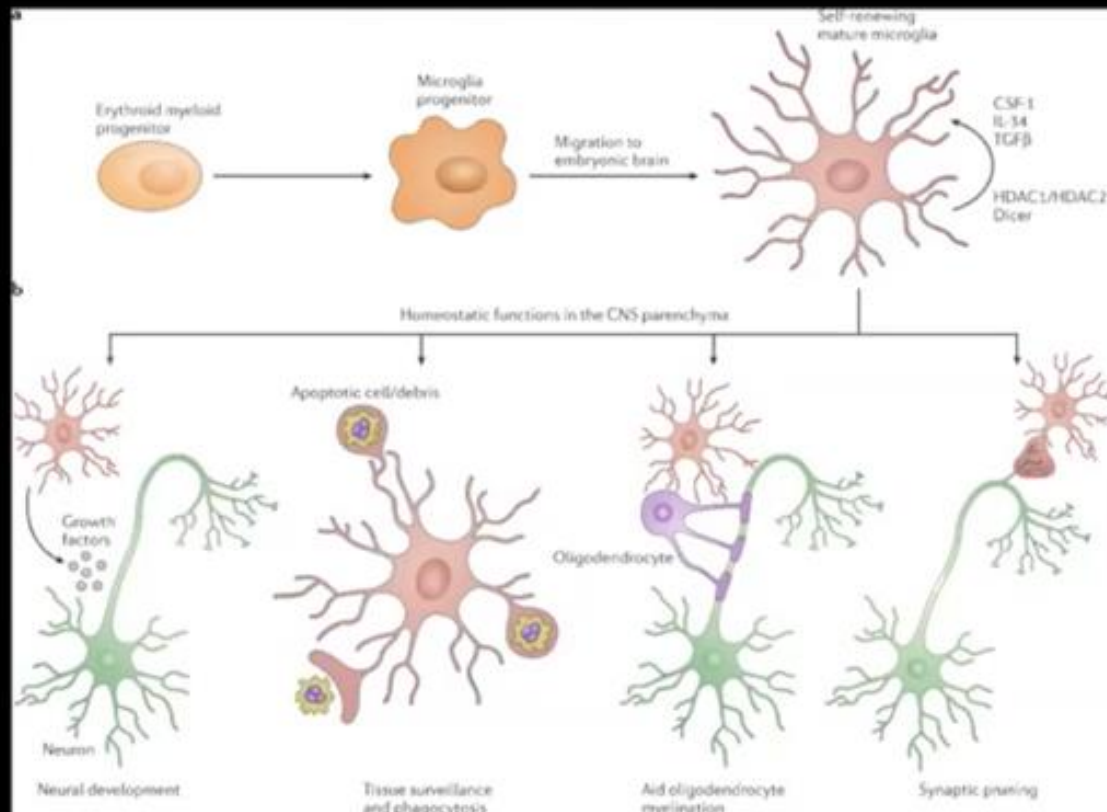 a
Self-renewing
mature microglia
Erythroid myeloid
progenitor
Microglia
progenitor
Migration to
embryonic brain
CSF-1
IL-34
TGFβ
HDAC1/HDAC2
Dicer
b
Homeostatic functions in the CNS parenchyma
Apoptotic cell/debris
Growth
factors
Oligodendrocyte
Neuron
Neural development
Tissue surveillance
and phagocytosis
Aid oligodendrocyte
myelination
Synaptic pruning